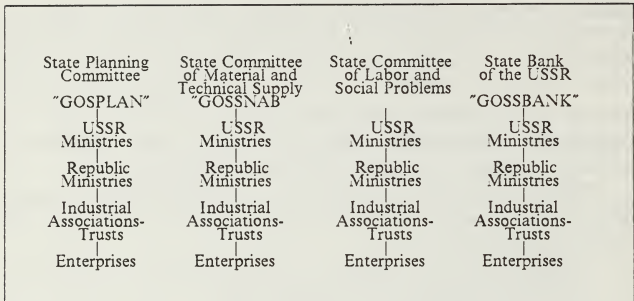 State Planning
Committee
"GOSPLAN"
USSR
Ministries
Republic
Ministries
Industrial
Associations-
Trusts
Enterprises
State Committee
of Material and
Technical Supply
"GOSSNAB"
USSR
Ministries
Republic
Ministries
Industrial
Associations-
Trusts
Enterprises
State Committee
of Labor and
Social Problems
USSR
Ministries
Republic
Ministries
Industrial
Associations-
Trusts
Enterprises
State Bank
of the USSR
"GOSSBANK"
USSR
Ministries
Republic
Ministries
Industrial
Associations-
Trusts
Enterprises